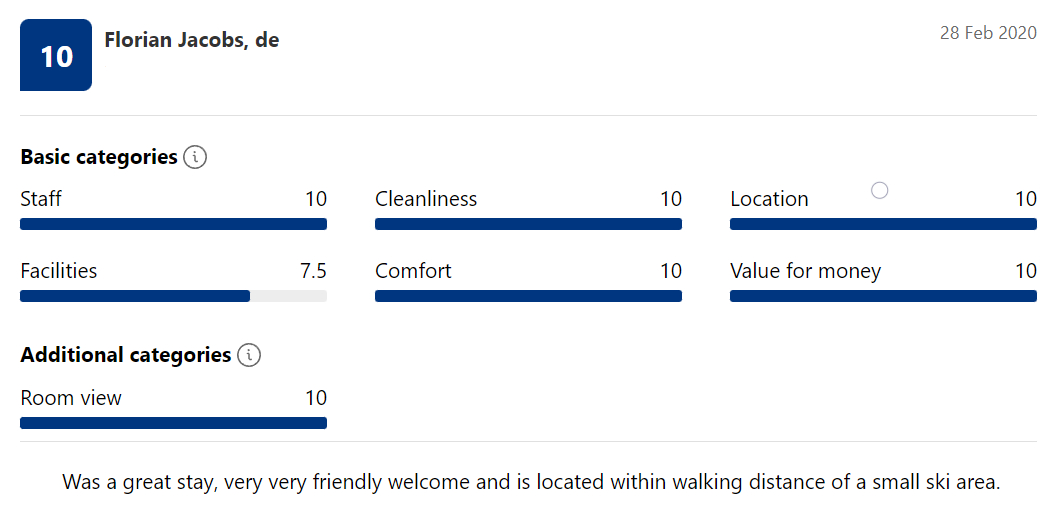 10
Florian Jacobs, de
28 Feb 2020
Basic categories
Staff 10
Cleanliness 10
Location 10
Facilities 7.5
Comfort 10
Value for money 10
Additional categories
Room view 10
Was a great stay, very very friendly welcome and is located within walking distance of a small ski area.